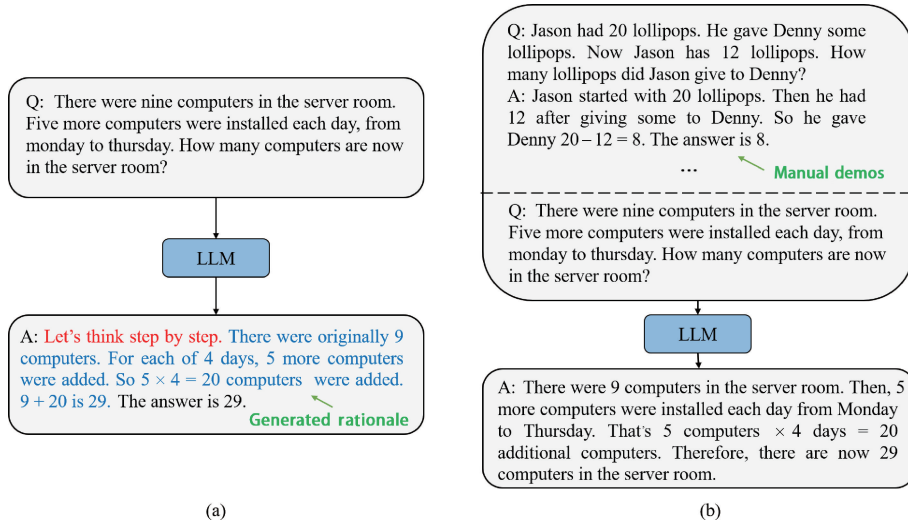 Q: There were nine computers in the server room.
Five more computers were installed each day, from
monday to thursday. How many computers are now
in the server room?
LLM
A: Let's think step by step. There were originally 9
computers. For each of 4 days, 5 more computers
were added. So 5 × 4 = 20 computers were added.
9 + 20 is 29. The answer is 29.
Generated rationale
(a)
Q: Jason had 20 lollipops. He gave Denny some
lollipops. Now Jason has 12 lollipops. How
many lollipops did Jason give to Denny?
A: Jason started with 20 lollipops. Then he had
12 after giving some to Denny. So he gave
Denny 20 – 12 = 8. The answer is 8.
...
Manual demos
Q: There were nine computers in the server room.
Five more computers were installed each day, from
monday to thursday. How many computers are now
in the server room?
LLM
A: There were 9 computers in the server room. Then, 5
more computers were installed each day from Monday
to Thursday. That's 5 computers × 4 days = 20
additional computers. Therefore, there are now 29
computers in the server room.
(b)